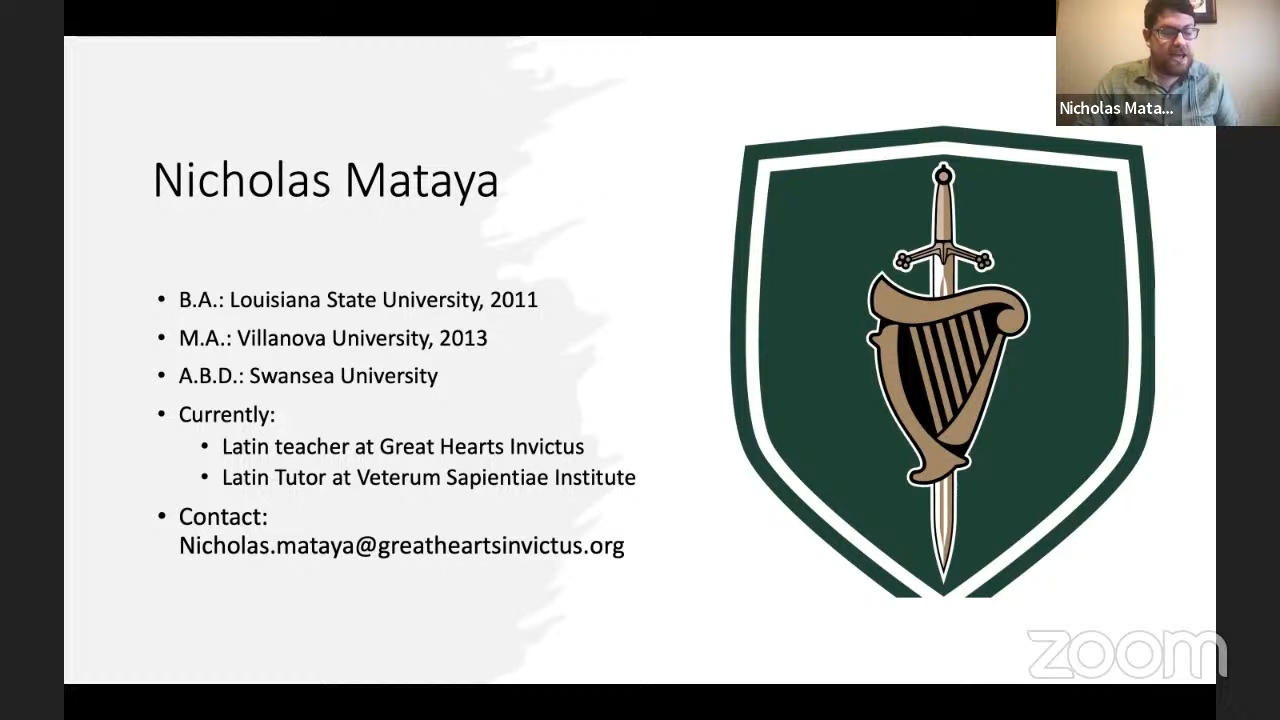 Nicholas Mata...
Nicholas Mataya
• B.A.: Louisiana State University, 2011
• M.A.: Villanova University, 2013
• A.B.D.: Swansea University
• Currently:
• Latin teacher at Great Hearts Invictus
• Latin Tutor at Veterum Sapientiae Institute
• Contact:
Nicholas.mataya@greatheartsinvictus.org
zoom